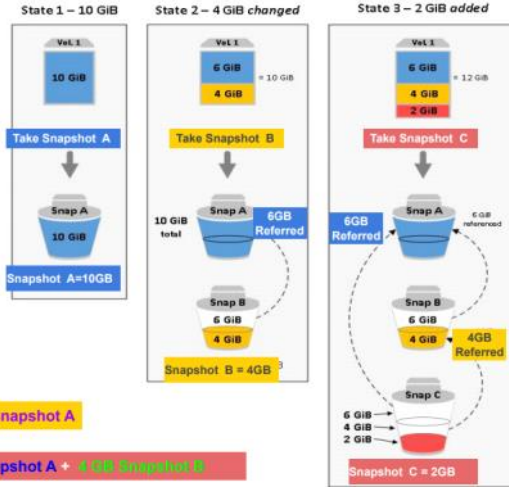 State 1 – 10 GiB
Vol. 1
10 GiB
Take Snapshot A
Snap A
10 GiB
Snapshot A=10GB
State 2 – 4 GiB changed
Vol. 1
6 GiB
= 10 GiB
4 GiB
Take Snapshot B
Snap A
10 GiB
total
6GB
Referred
Snap B
6 GiB
4 GiB
Snapshot B = 4GB
State 3 – 2 GiB added
Vol. 1
6 GiB
= 12 GiB
4 GiB
2 GiB
Take Snapshot C
6GB
Referred
Snap A
6 GiB
referenced
Snap B
6 GiB
4 GiB
4GB
Referred
Snap C
6 GiB
4 GiB
2 GiB
Snapshot C = 2GB
napshot A
pshot A + 4 GB Snapshot B